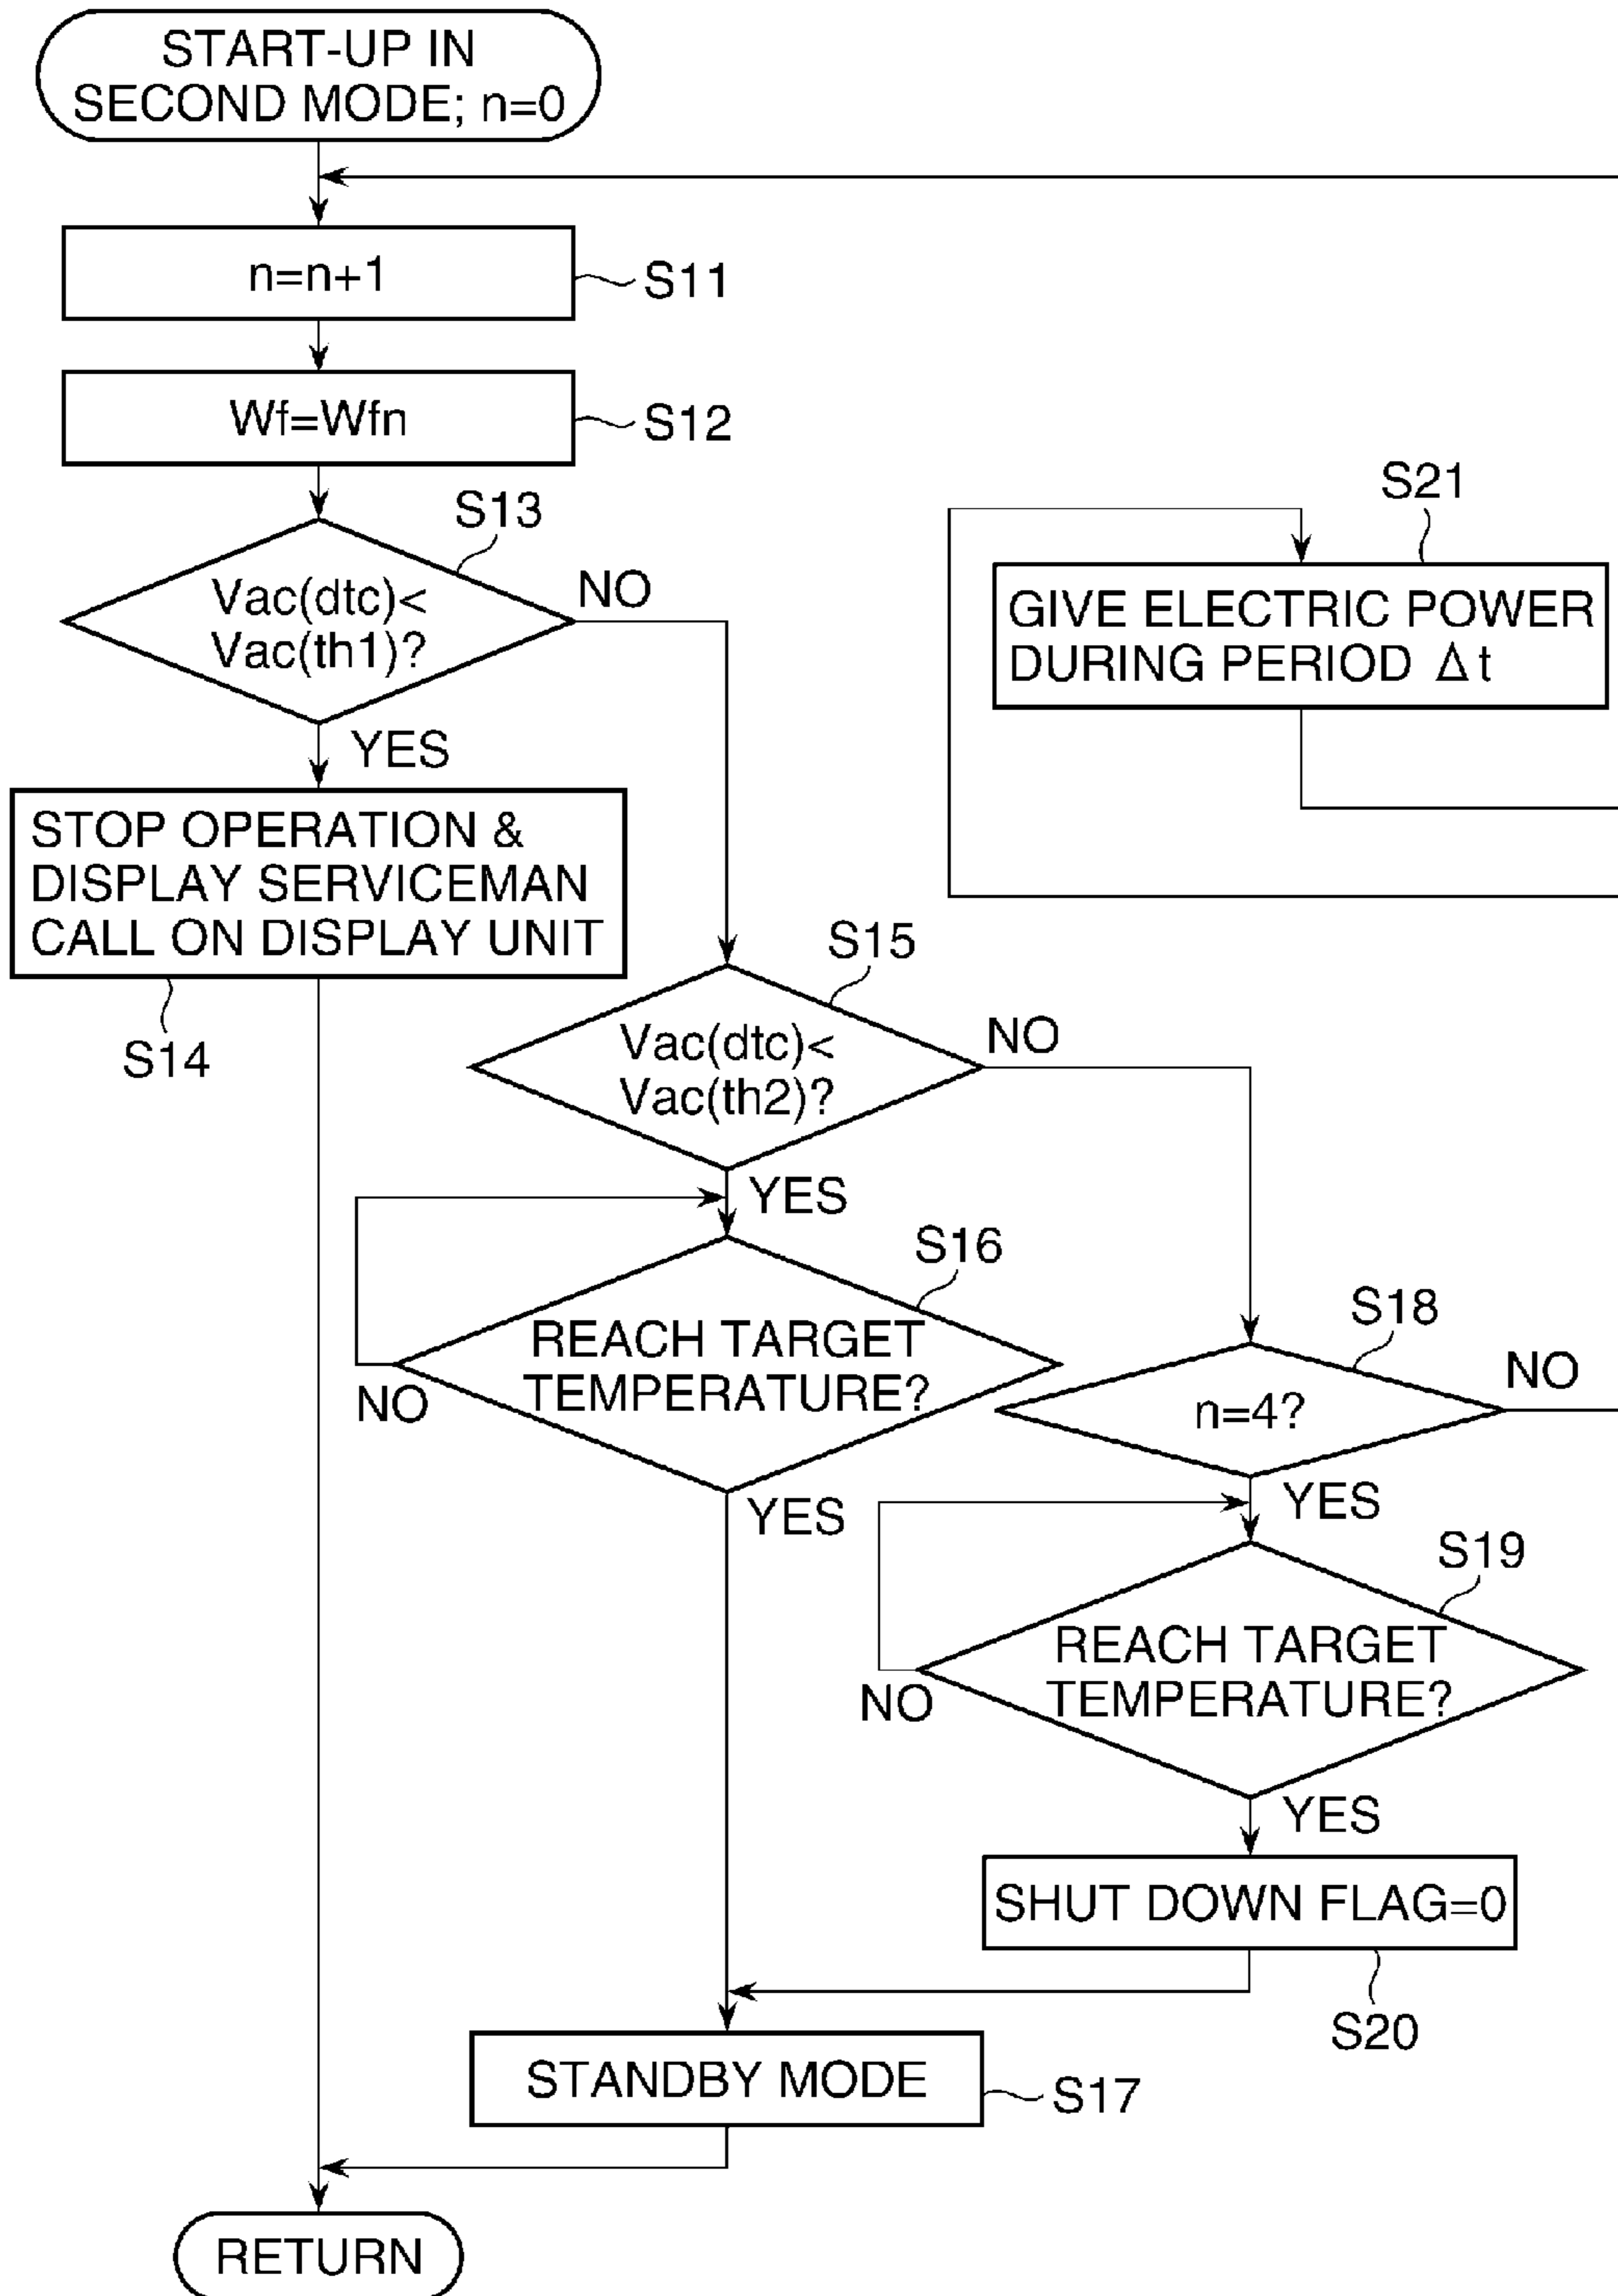 START-UP IN
SECOND MODE; n=0
n=n+1
S11
Wf=Wfn
S12
S13
Vac(dtc)<
Vac(th1)?
NO
YES
S21
GIVE ELECTRIC POWER
DURING PERIOD Δt
STOP OPERATION &
DISPLAY SERVICEMAN
CALL ON DISPLAY UNIT
S14
S15
Vac(dtc)<
Vac(th2)?
NO
YES
S16
REACH TARGET
TEMPERATURE?
NO
YES
S18
n=4?
NO
YES
S19
REACH TARGET
TEMPERATURE?
NO
YES
SHUT DOWN FLAG=0
S20
STANDBY MODE
S17
RETURN